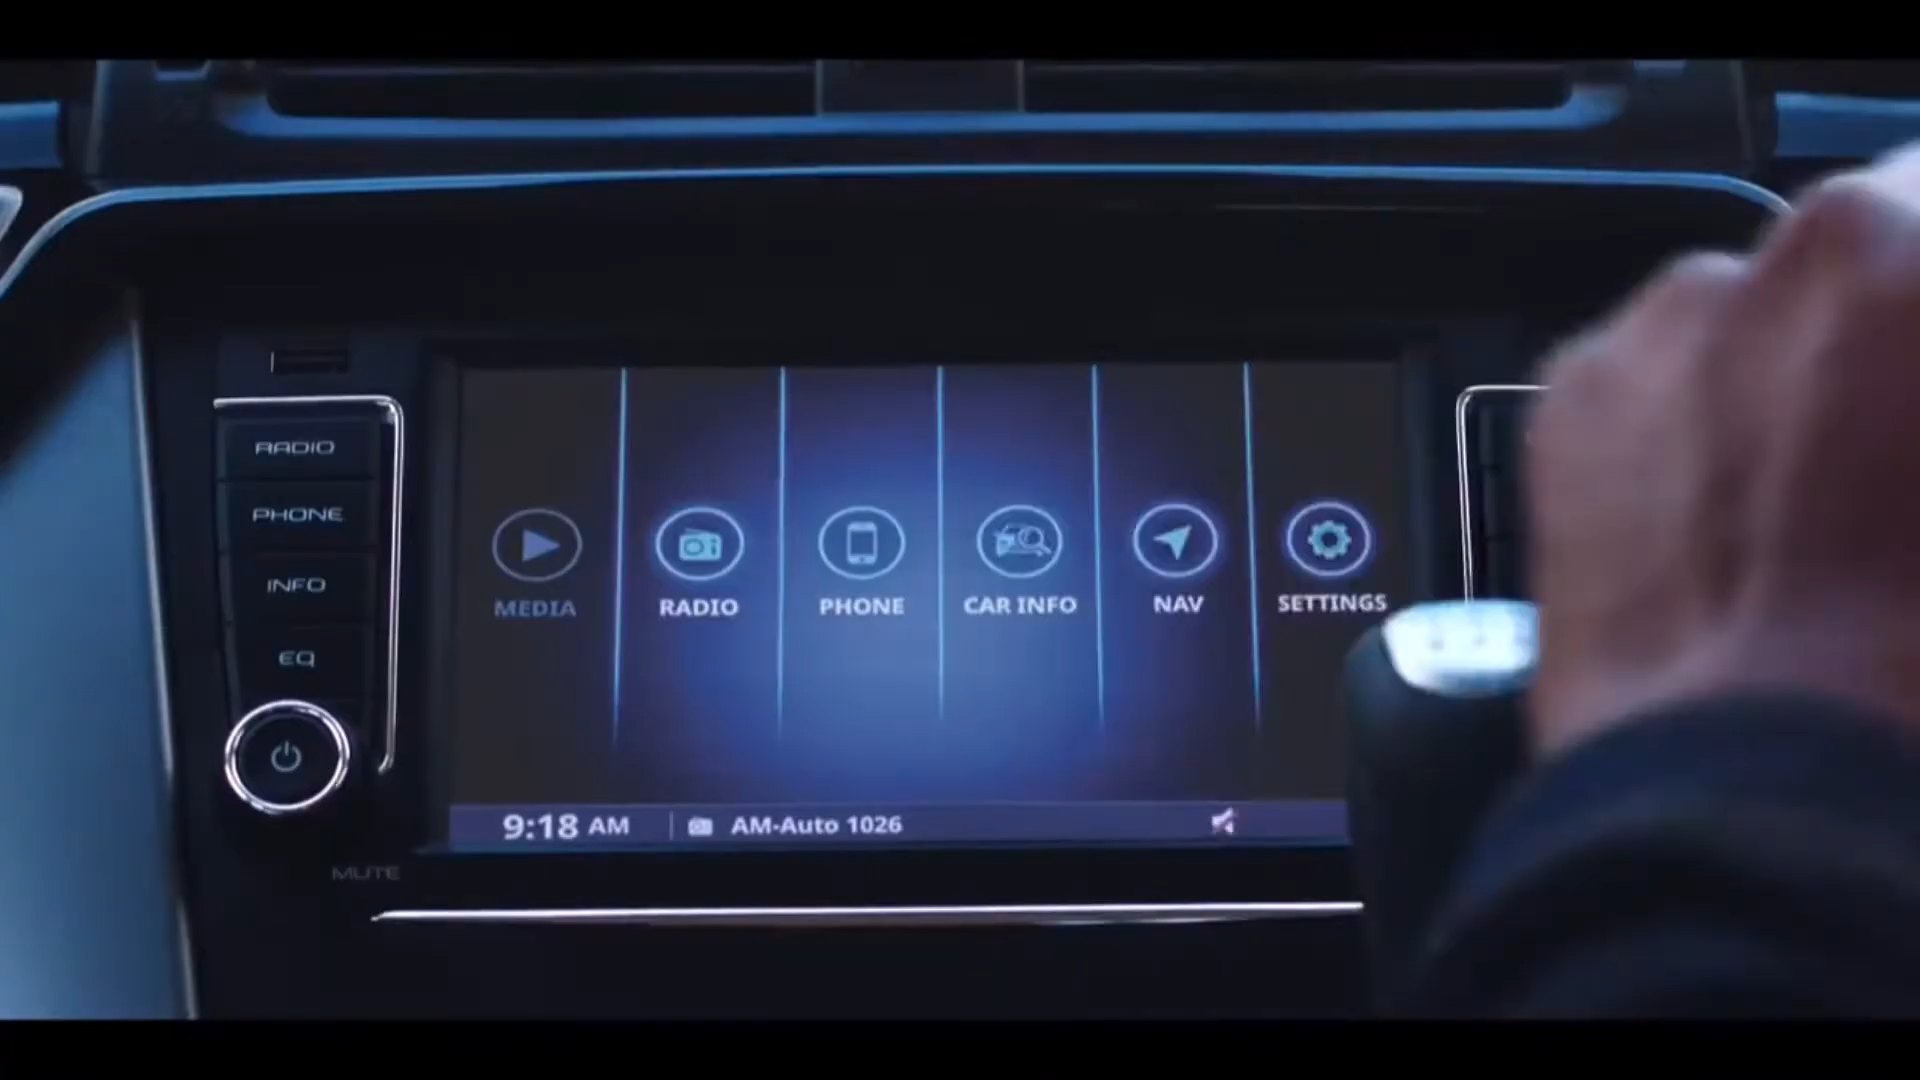 RADIO
PHONE
INFO
EQ
MUTE
MEDIA
RADIO
PHONE
CAR INFO
NAV
SETTINGS
9:18 AM
AM-Auto 1026